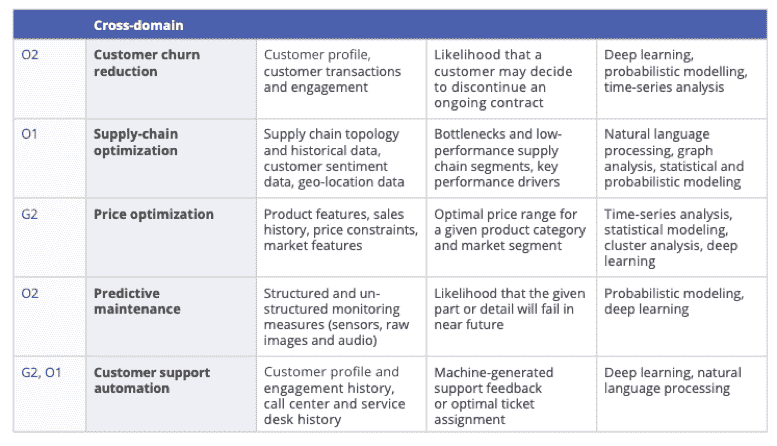 Cross-domain
O2
Customer churn
reduction
Customer profile,
customer transactions
and engagement
Likelihood that a
customer may decide
to discontinue an
ongoing contract
Deep learning,
probabilistic modelling,
time-series analysis
O1
Supply-chain
optimization
Supply chain topology
and historical data,
customer sentiment
data, geo-location data
Bottlenecks and low-
performance supply
chain segments, key
performance drivers
Natural language
processing, graph
analysis, statistical and
probabilistic modeling
G2
Price optimization
Product features, sales
history, price constraints,
market features
Optimal price range for
a given product category
and market segment
Time-series analysis,
statistical modeling,
cluster analysis, deep
learning
O2
Predictive
maintenance
Structured and un-
structured monitoring
measures (sensors, raw
images and audio)
Likelihood that the given
part or detail will fail in
near future
Probabilistic modeling,
deep learning
G2, O1
Customer support
automation
Customer profile and
engagement history,
call center and service
desk history
Machine-generated
support feedback
or optimal ticket
assignment
Deep learning, natural
language processing